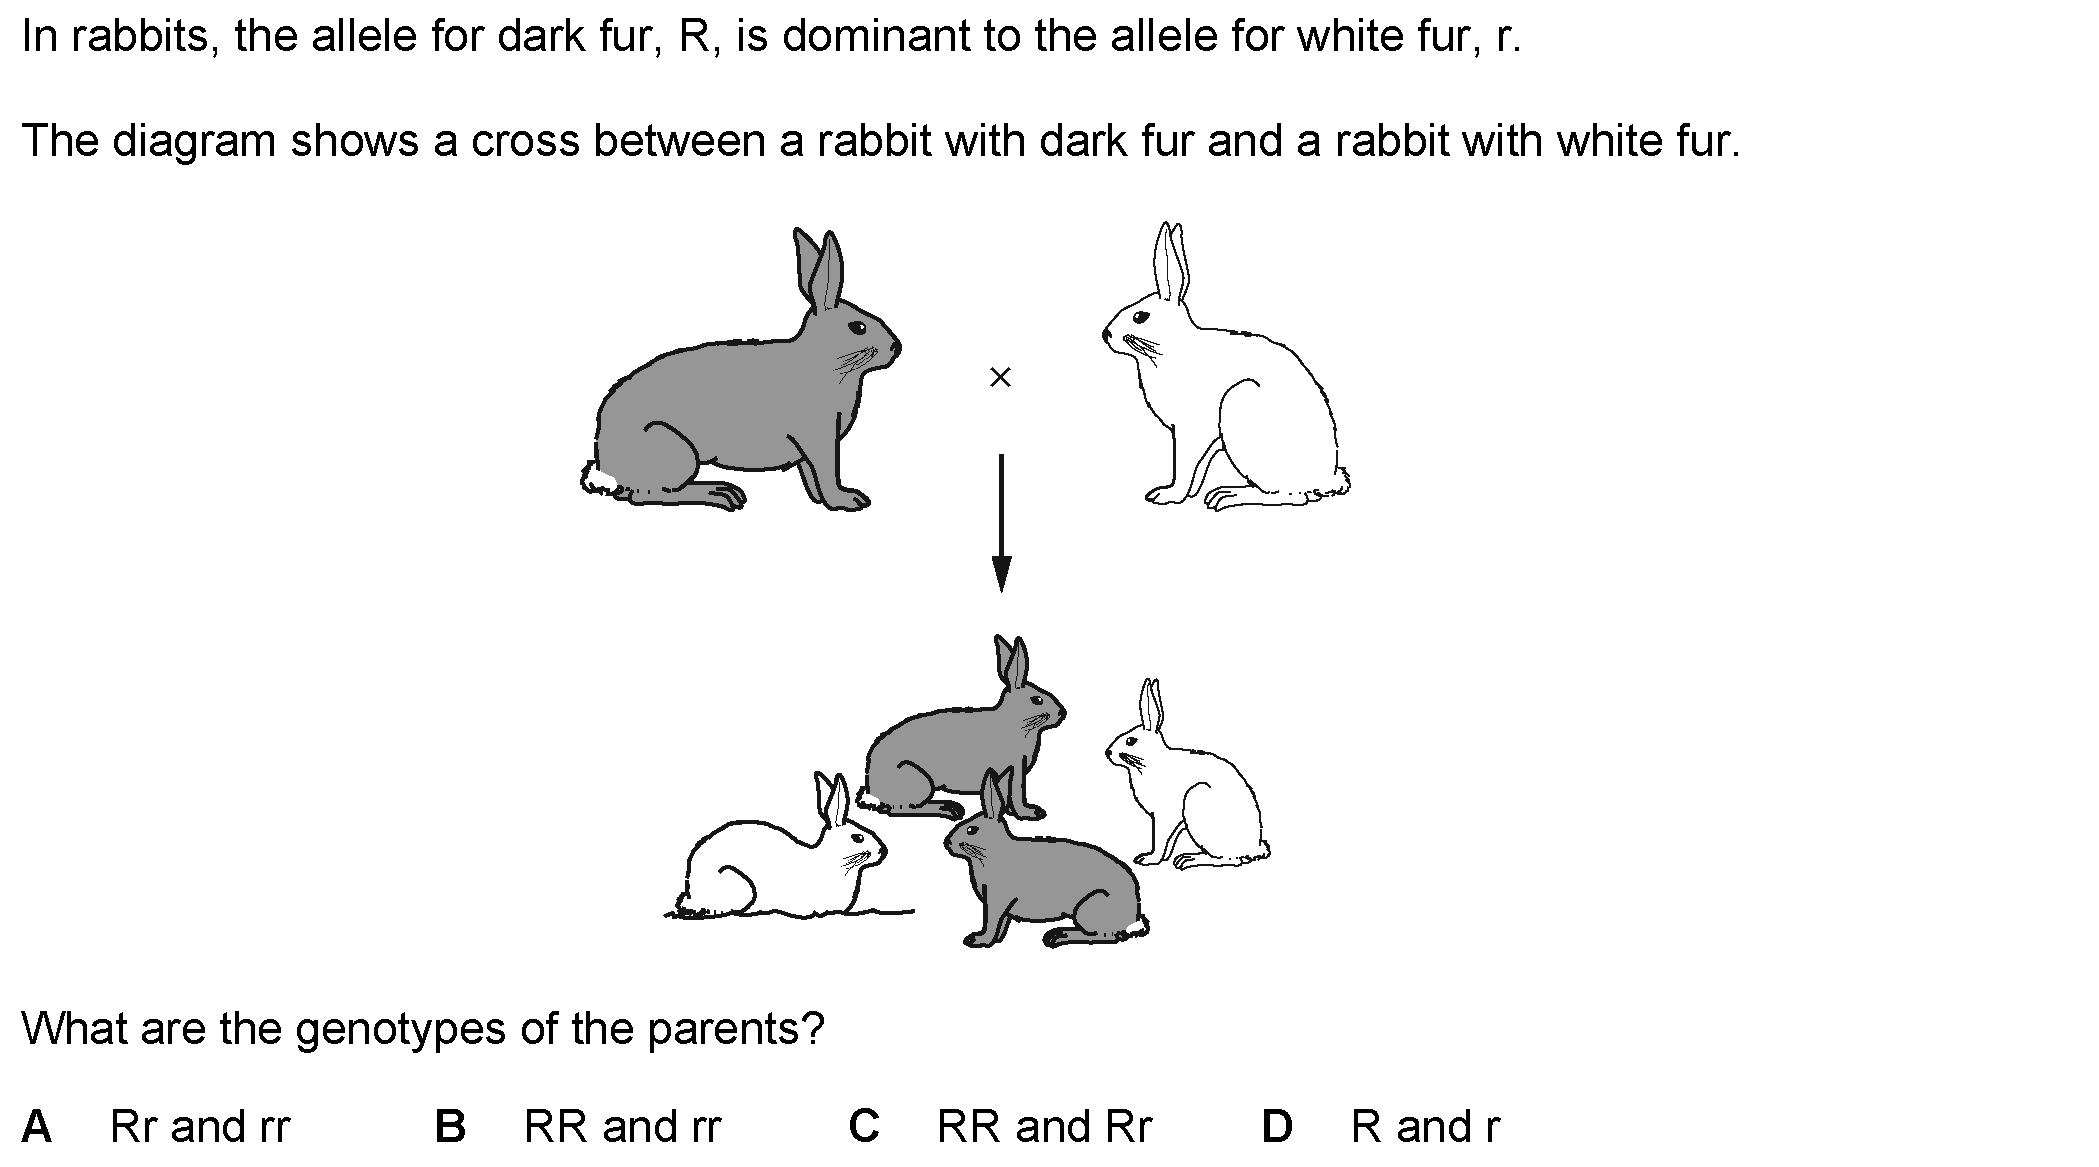 In rabbits, the allele for dark fur, R, is dominant to the allele for white fur, r.
The diagram shows a cross between a rabbit with dark fur and a rabbit with white fur.
×
What are the genotypes of the parents?
A Rr and rr B RR and rr C RR and Rr D R and r